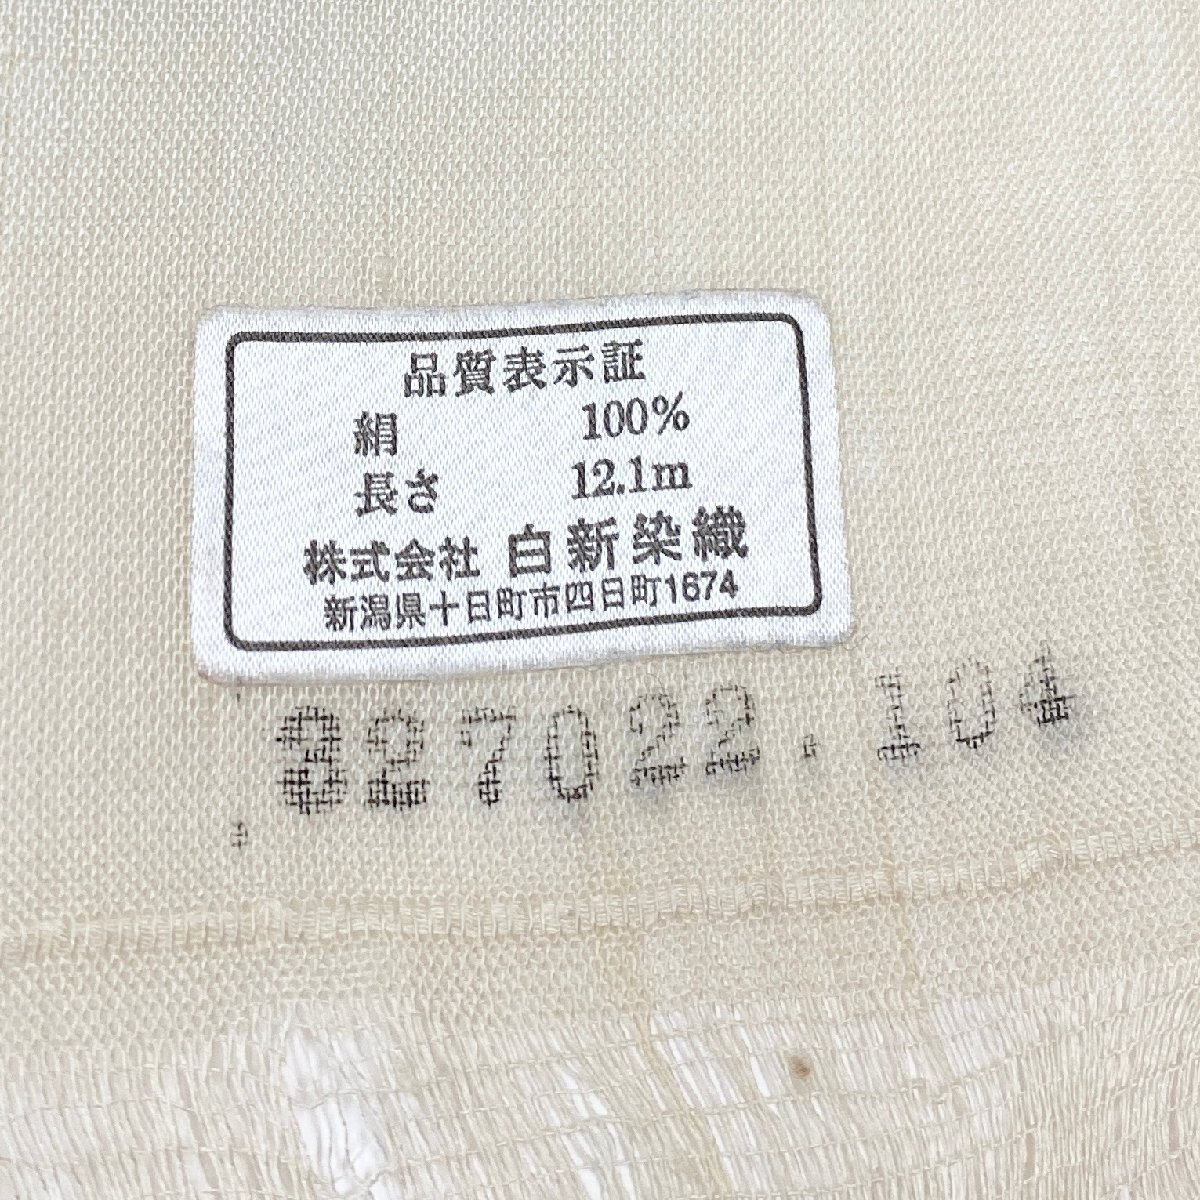 品質表示証
絹 100%
長さ 12.1m
株式会社 白新染織
新潟県十日町市四日町1674
827022.104